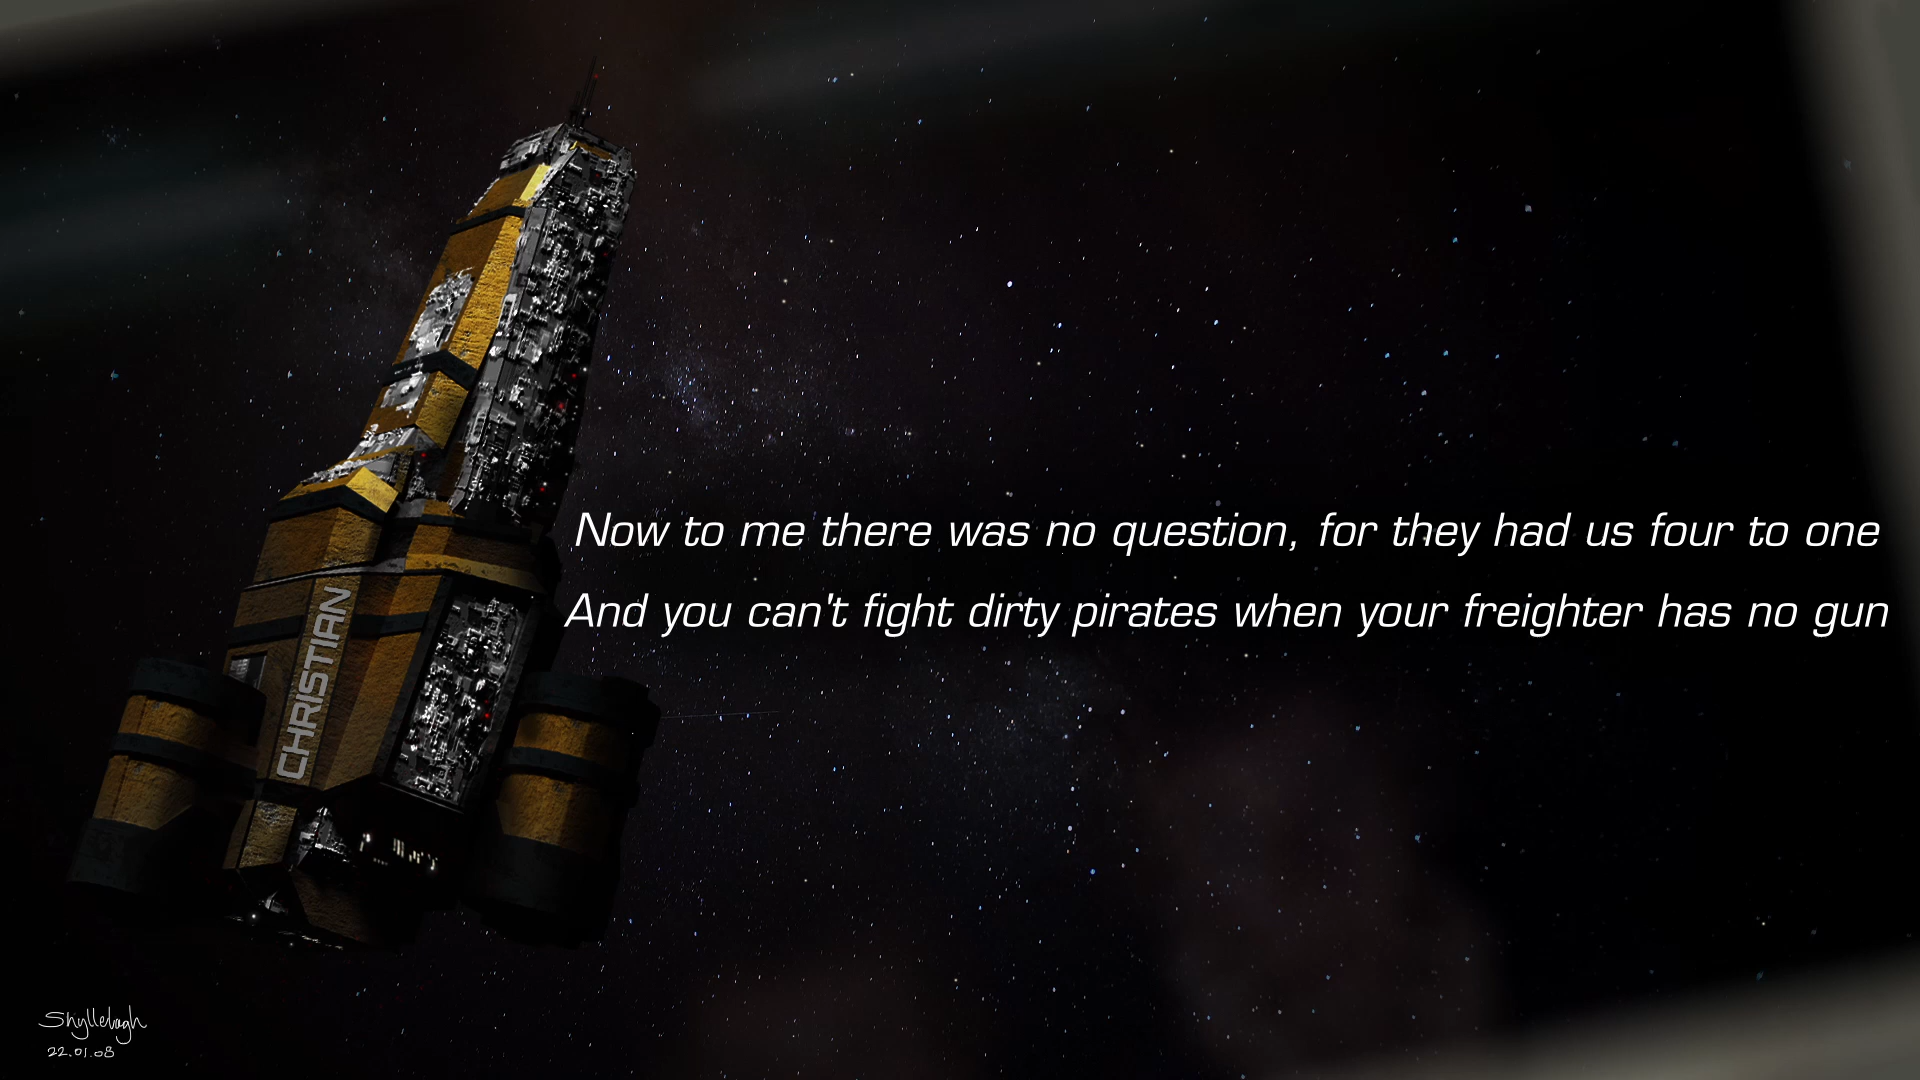 Now to me there was no question, for they had us four to one
And you can't fight dirty pirates when your freighter has no gun
CHRISTIAN
22.01.08